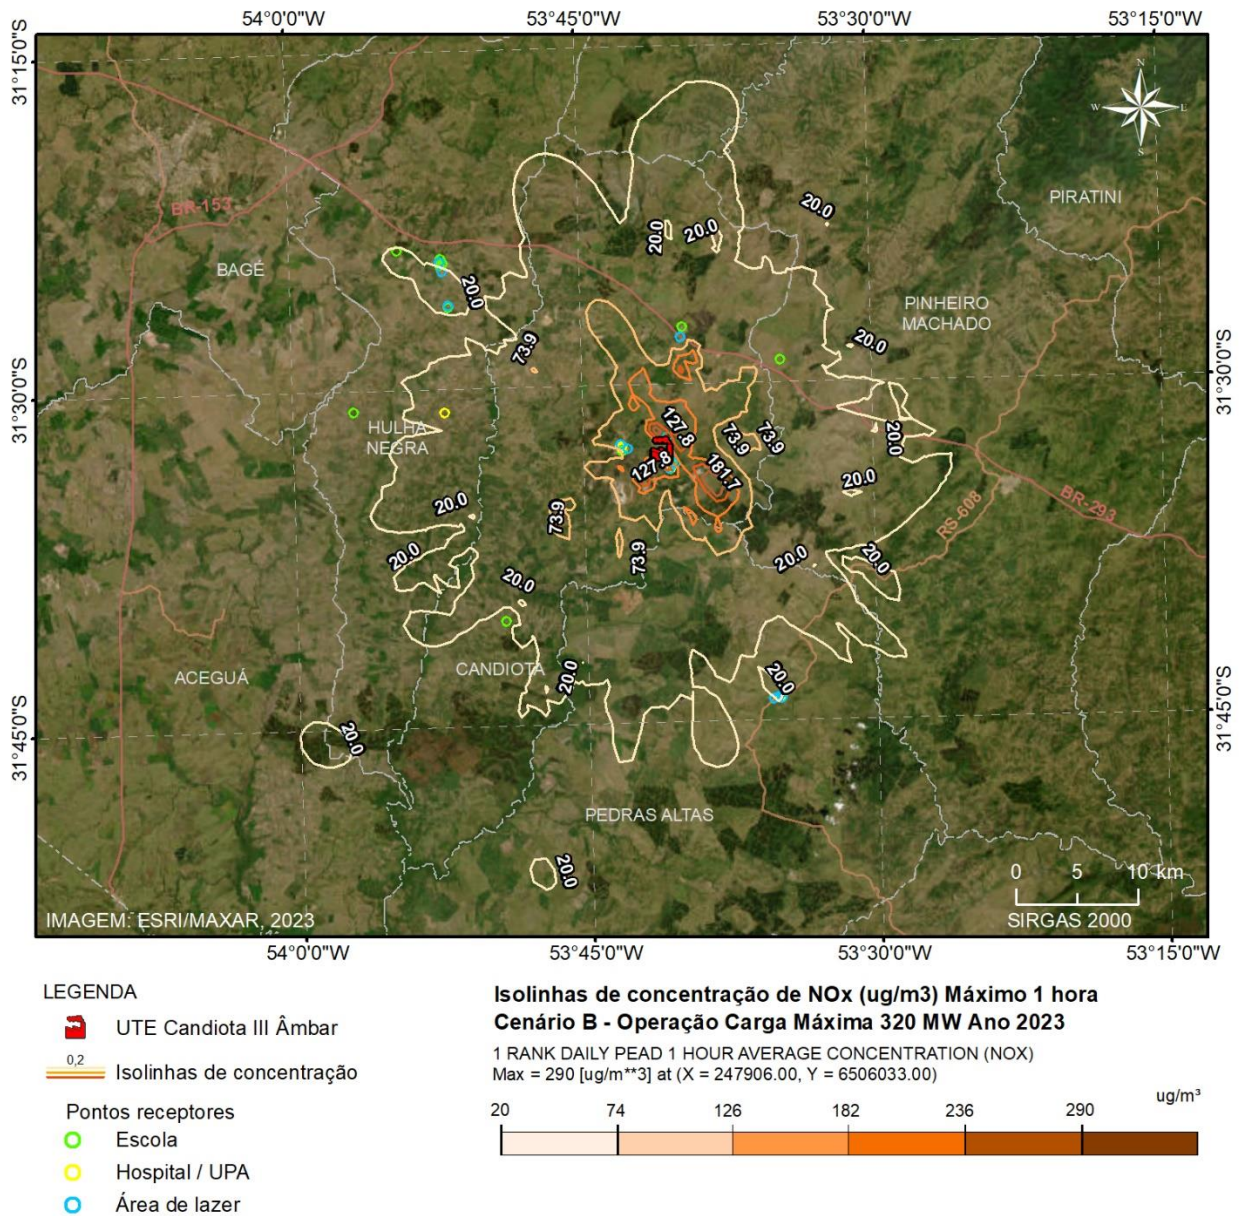 54°0'0"W 53°45'0"W 53°30'0"W 53°15'0"W
31°15'0"S
N
W E
S
PIRATINI
BR-153
20.0
20.0 20.0
BAGÉ
20.0
PINHEIRO
MACHADO
20.0
73.9
31°30'0"S 31°30'0"S
HULHA
NEGRA
127.8
73.9 73.9
20.0
127.8 181.7
20.0
20.0
BR-293
RS-608
73.9
20.0 73.9 20.0 20.0
20.0
CANDIOTA
20.0
20.0
ACEGUÁ
31°45'0"S 31°45'0"S
20.0
PEDRAS ALTAS
20.0
0 5 10 km
SIRGAS 2000
IMAGEM: ESRI/MAXAR, 2023
54°0'0"W 53°45'0"W 53°30'0"W 53°15'0"W
LEGENDA
UTE Candiota III Âmbar
0,2
Isolinhas de concentração
Pontos receptores
Escola
Hospital / UPA
Área de lazer
Isolinhas de concentração de NOx (ug/m3) Máximo 1 hora
Cenário B - Operação Carga Máxima 320 MW Ano 2023
1 RANK DAILY PEAD 1 HOUR AVERAGE CONCENTRATION (NOX)
Max = 290 [ug/m**3] at (X = 247906.00, Y = 6506033.00)
ug/m³
20 74 126 182 236 290